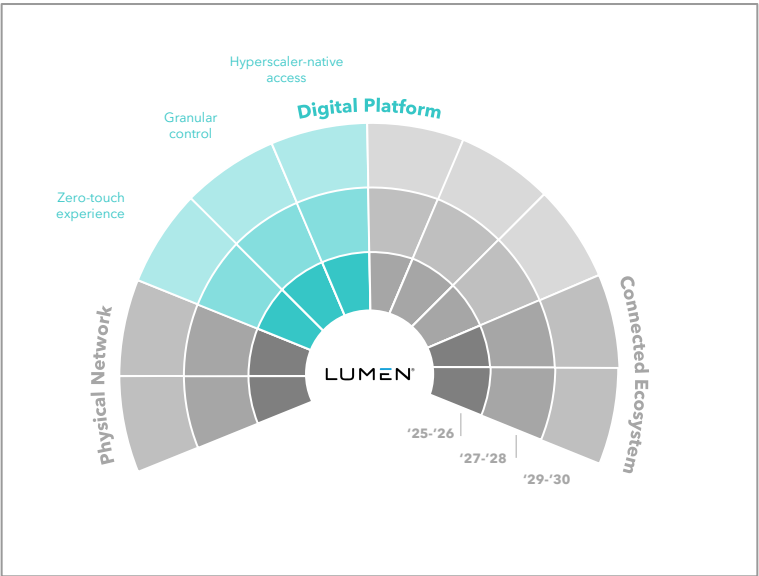 Hyperscaler-native
access
Digital Platform
Granular
control
Zero-touch
experience
Physical Network
Connected Ecosystem
LUMEN®
‘25-‘26
‘27-‘28
‘29-‘30